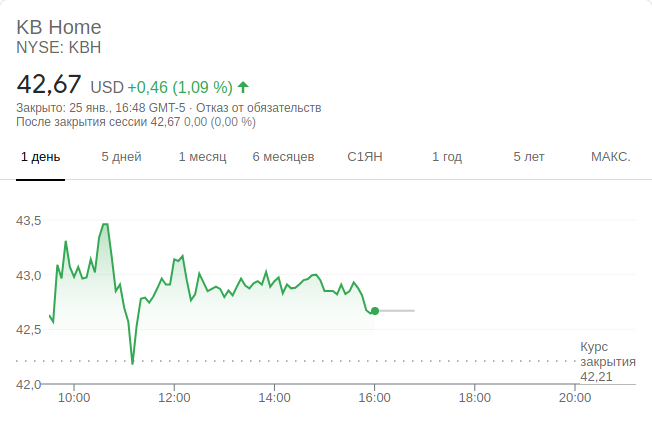 KB Home
NYSE: KBH
42,67 USD +0,46 (1,09 %)
Закрыто: 25 янв., 16:48 GMT-5 · Отказ от обязательств
После закрытия сессии 42,67 0,00 (0,00 %)
1 день 5 дней 1 месяц 6 месяцев С1ЯН 1 год 5 лет МАКС.
43,5
43,0
42,5
42,0
Курс
закрытия
42,21
10:00 12:00 14:00 16:00 18:00 20:00